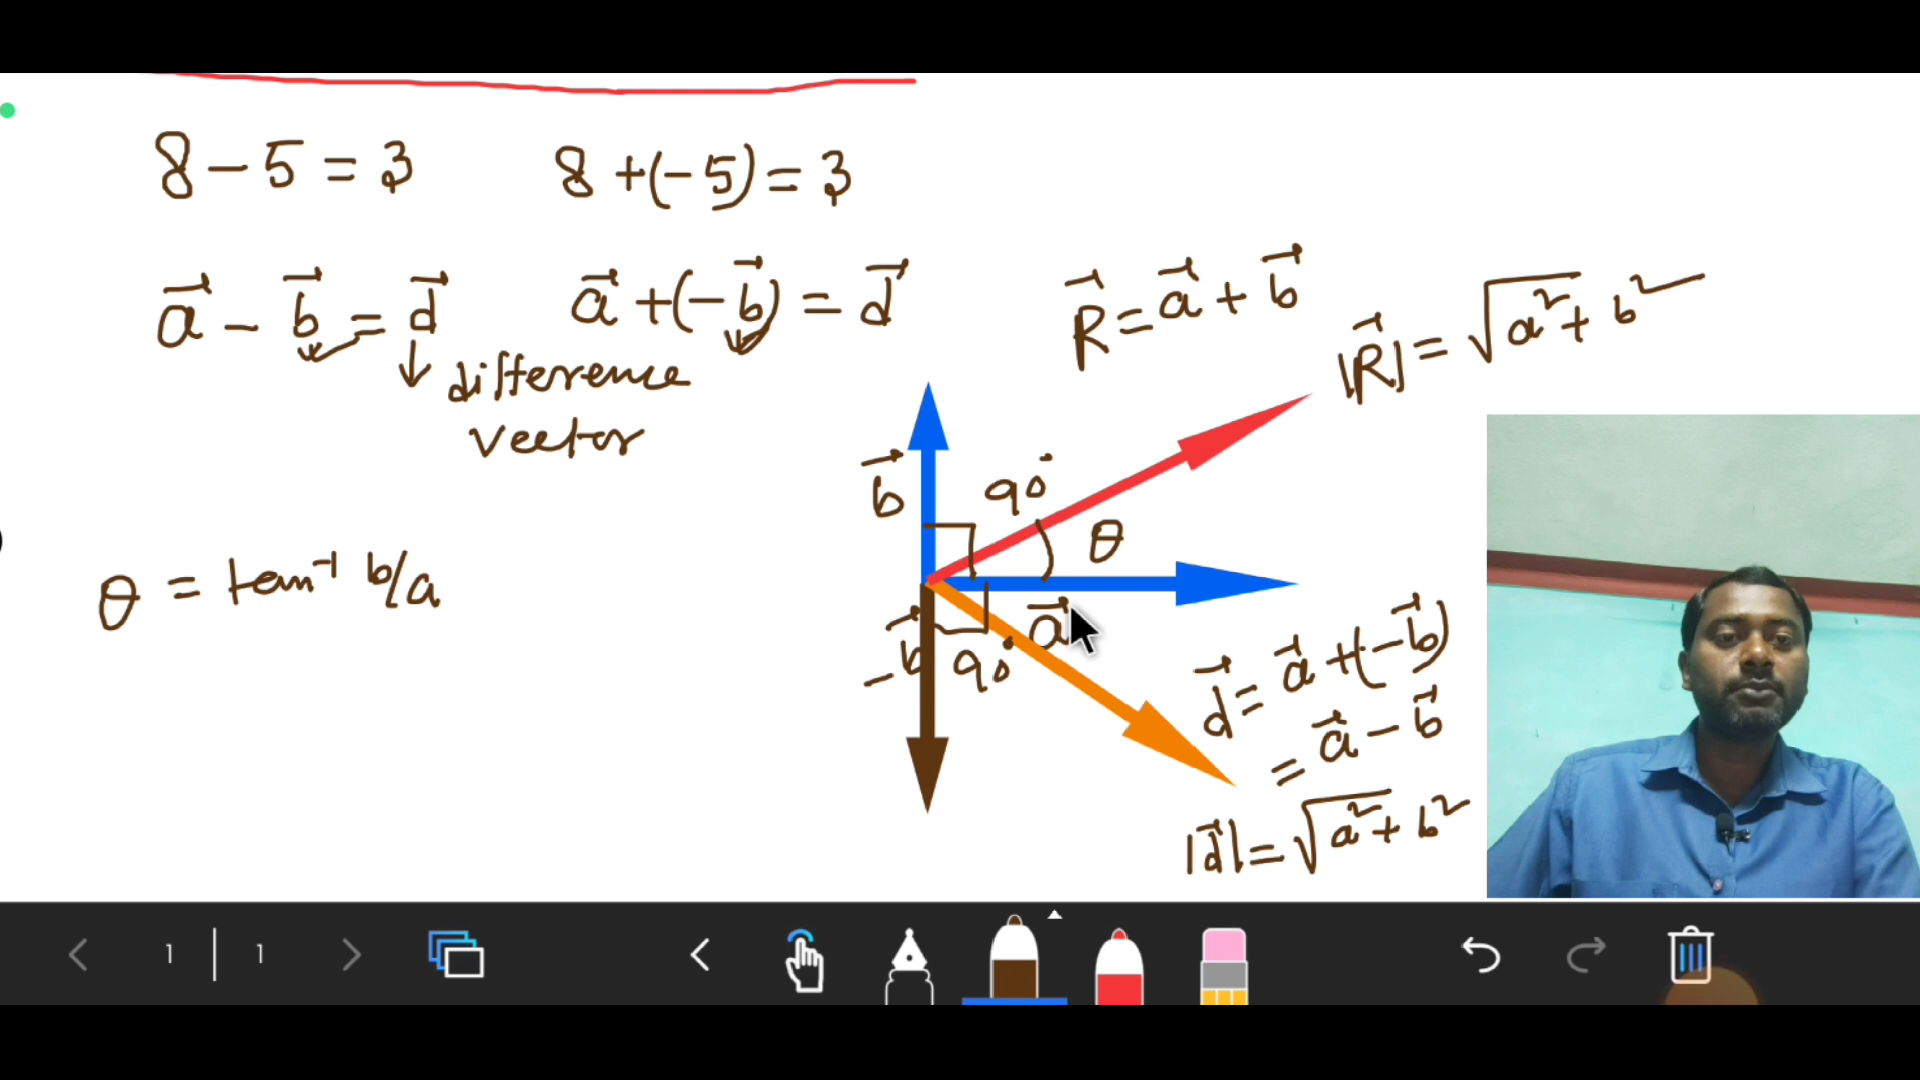 8 - 5 = 3
8 + (-5) = 3
a⃗ - b⃗ = d⃗
a⃗ + (-b⃗) = d⃗
difference
vector
R⃗ = a⃗ + b⃗
|R⃗| = √a² + b²
b⃗
90°
θ
θ = tan⁻¹ b/a
a⃗
-b⃗
90°
d⃗ = a⃗ + (-b⃗)
= a⃗ - b⃗
|d⃗| = √a² + b²
1 | 1